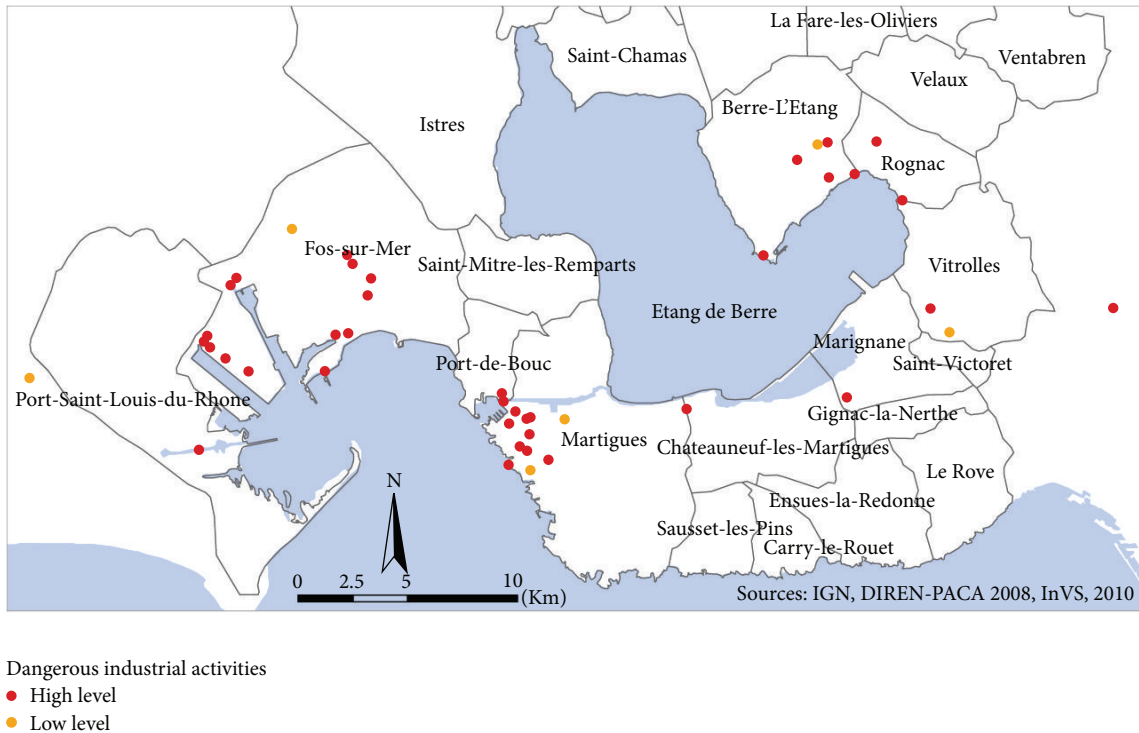 La Fare-les-Oliviers
Saint-Chamas
Ventabren
Velaux
Berre-L'Etang
Istres
Rognac
Fos-sur-Mer
Saint-Mitre-les-Remparts
Vitrolles
Etang de Berre
Marignane
Saint-Victoret
Port-de-Bouc
Port-Saint-Louis-du-Rhone
Gignac-la-Nerthe
Martigues
Chateauneuf-les-Martigues
Le Rove
N
Ensues-la-Redonne
Sausset-les-Pins
Carry-le-Rouet
0 2.5 5 10
(Km)
Sources: IGN, DIREN-PACA 2008, InVS, 2010
Dangerous industrial activities
High level
Low level